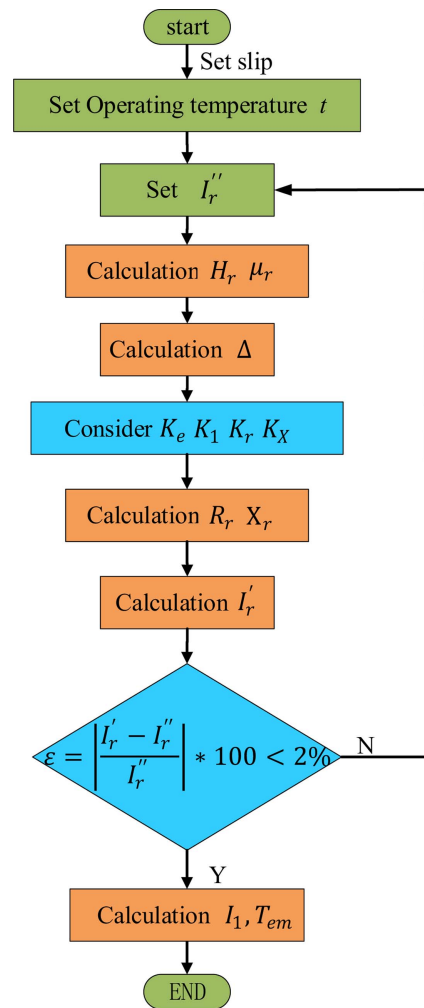 start
Set slip
Set Operating temperature t
Set I_r''
Calculation H_r μ_r
Calculation Δ
Consider K_e K_1 K_r K_X
Calculation R_r X_r
Calculation I_r'
ε = |(I_r' − I_r'') / I_r''| * 100 < 2%
N
Y
Calculation I_1, T_em
END